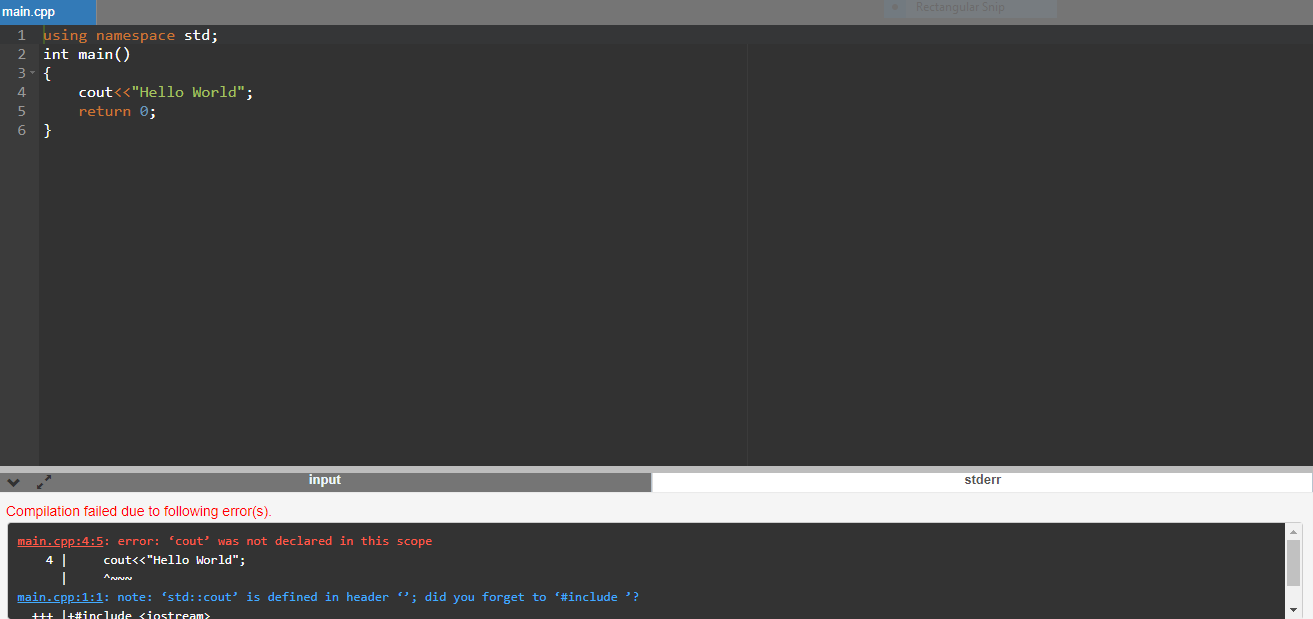 main.cpp
Rectangular Snip
1 using namespace std;
2 int main()
3 {
4     cout<<"Hello World";
5     return 0;
6 }
input
stderr
Compilation failed due to following error(s).
main.cpp:4:5: error: ‘cout’ was not declared in this scope
    4 |     cout<<"Hello World";
      |     ^~~~
main.cpp:1:1: note: ‘std::cout’ is defined in header ‘’; did you forget to ‘#include ’?
  +++ |+#include <iostream>